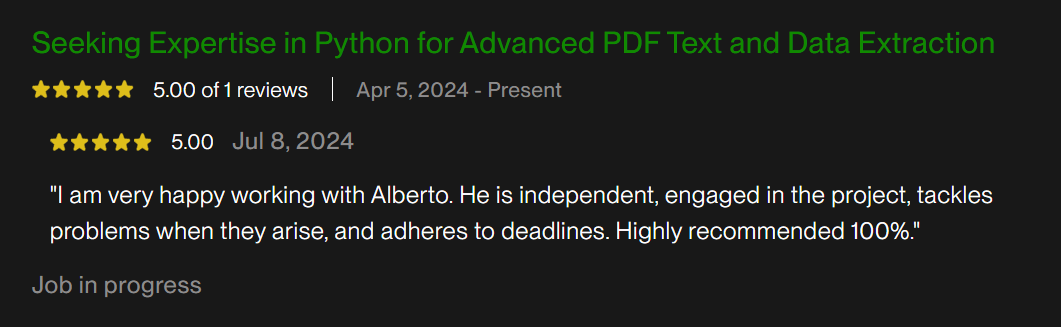 Seeking Expertise in Python for Advanced PDF Text and Data Extraction
5.00 of 1 reviews | Apr 5, 2024 - Present
5.00 Jul 8, 2024
"I am very happy working with Alberto. He is independent, engaged in the project, tackles
problems when they arise, and adheres to deadlines. Highly recommended 100%."
Job in progress